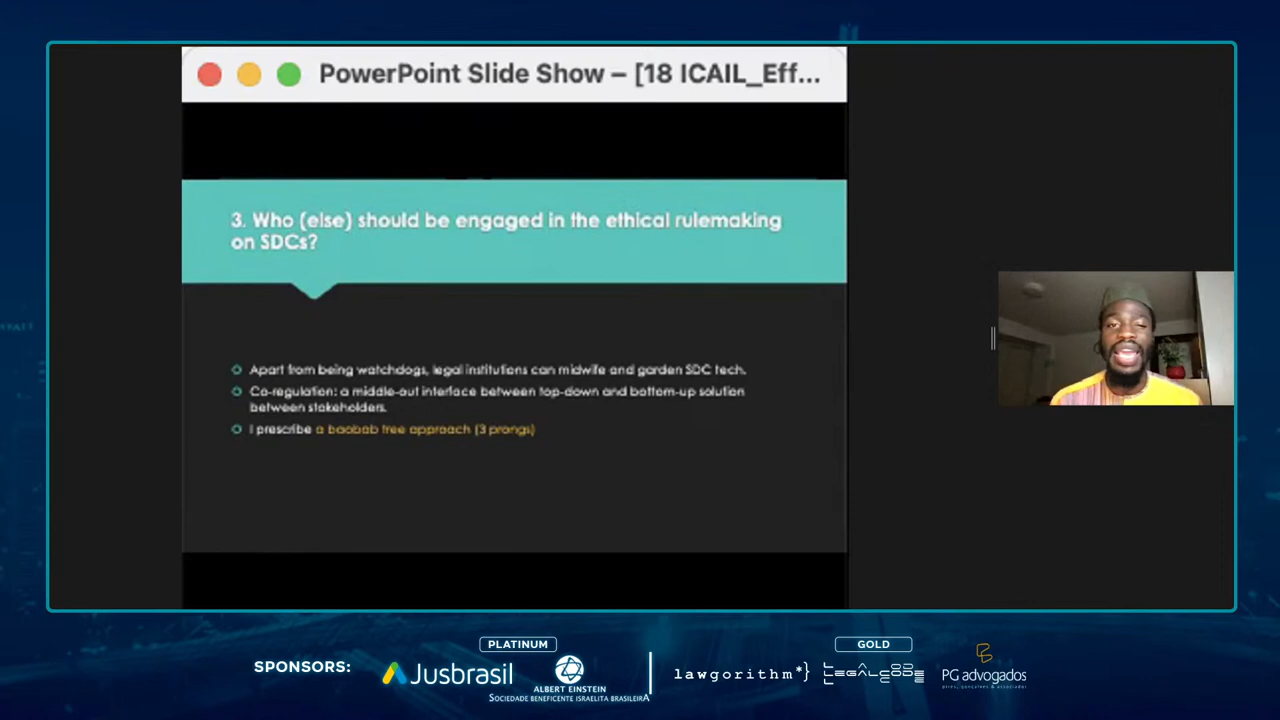 PowerPoint Slide Show – [18 ICAIL_Eff...
3. Who (else) should be engaged in the ethical rulemaking
on SDCs?
Apart from being watchdogs, legal institutions can midwife and garden SDC tech.
Co-regulation: a middle-out interface between top-down and bottom-up solution
between stakeholders.
I prescribe a baobab tree approach (3 prongs)
SPONSORS:
PLATINUM
Jusbrasil
ALBERT EINSTEIN
SOCIEDADE BENEFICENTE ISRAELITA BRASILEIRA
GOLD
lawgorithm*}
LEGALCODE
PG advogados